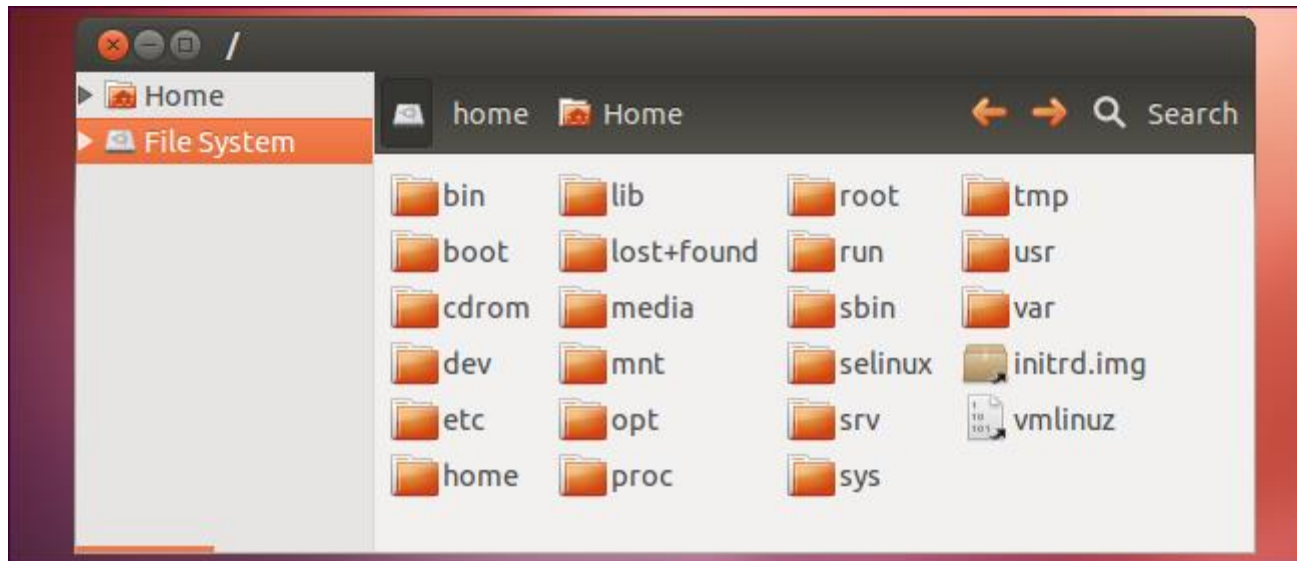 /
Home
File System
home Home Search
bin lib root tmp
boot lost+found run usr
cdrom media sbin var
dev mnt selinux initrd.img
etc opt srv vmlinuz
home proc sys